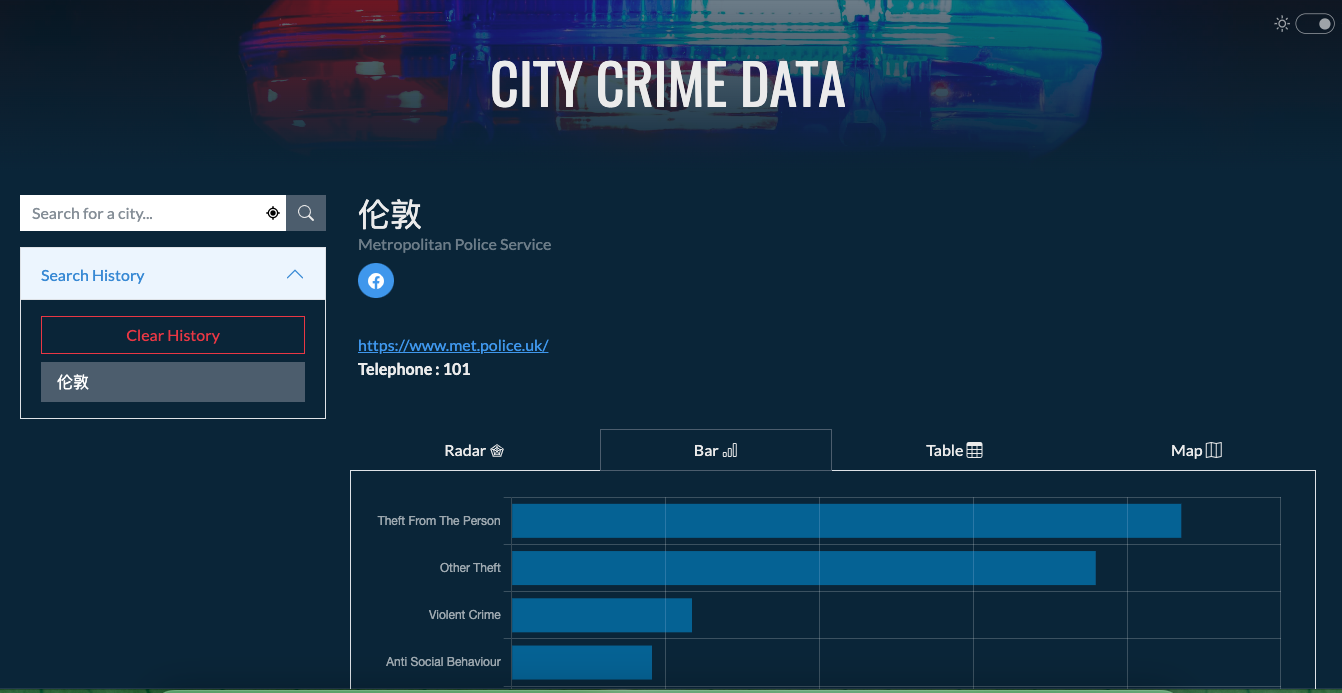 CITY CRIME DATA
Search for a city...
Search History
Clear History
伦敦
伦敦
Metropolitan Police Service
https://www.met.police.uk/
Telephone : 101
Radar
Bar
Table
Map
Theft From The Person
Other Theft
Violent Crime
Anti Social Behaviour